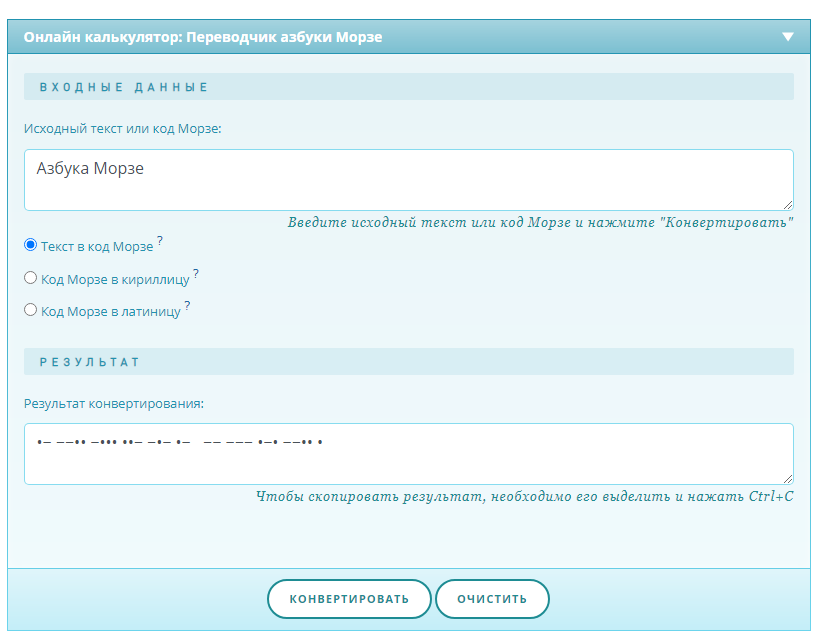 Онлайн калькулятор: Переводчик азбуки Морзе
ВХОДНЫЕ ДАННЫЕ
Исходный текст или код Морзе:
Азбука Морзе
Введите исходный текст или код Морзе и нажмите "Конвертировать"
Текст в код Морзе ?
Код Морзе в кириллицу ?
Код Морзе в латиницу ?
РЕЗУЛЬТАТ
Результат конвертирования:
•− −−•• −••• ••− −•− •−   −− −−− •−• −−•• •
Чтобы скопировать результат, необходимо его выделить и нажать Ctrl+C
КОНВЕРТИРОВАТЬ ОЧИСТИТЬ